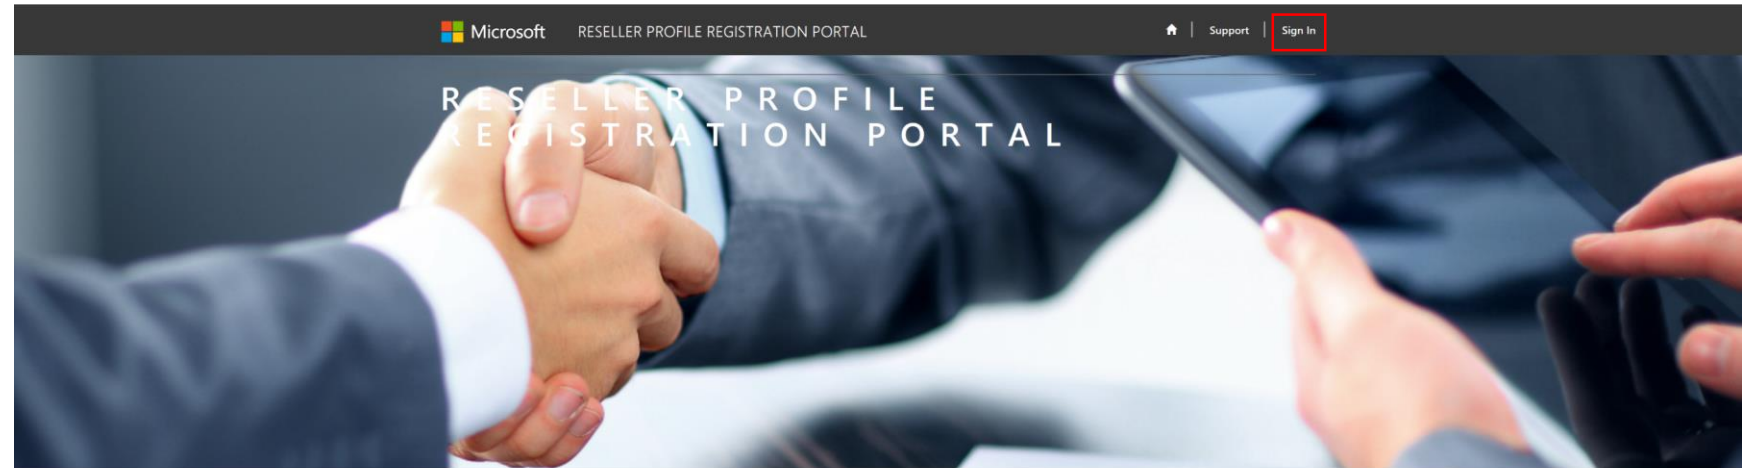 Microsoft RESELLER PROFILE REGISTRATION PORTAL Support Sign In
RESELLER PROFILE
REGISTRATION PORTAL